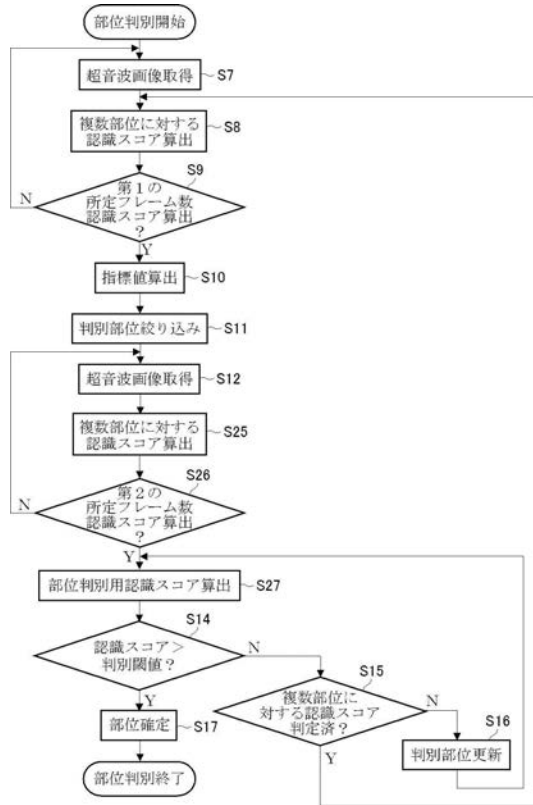 部位判別開始
超音波画像取得
S7
複数部位に対する
認識スコア算出
S8
S9
第1の
所定フレーム数
認識スコア算出
?
N
Y
指標値算出
S10
判別部位絞り込み
S11
超音波画像取得
S12
複数部位に対する
認識スコア算出
S25
S26
第2の
所定フレーム数
認識スコア算出
?
N
Y
部位判別用認識スコア算出
S27
S14
認識スコア>
判別閾値?
N
Y
S15
複数部位に
対する認識スコア
判定済?
N
Y
S16
判別部位更新
部位確定
S17
部位判別終了